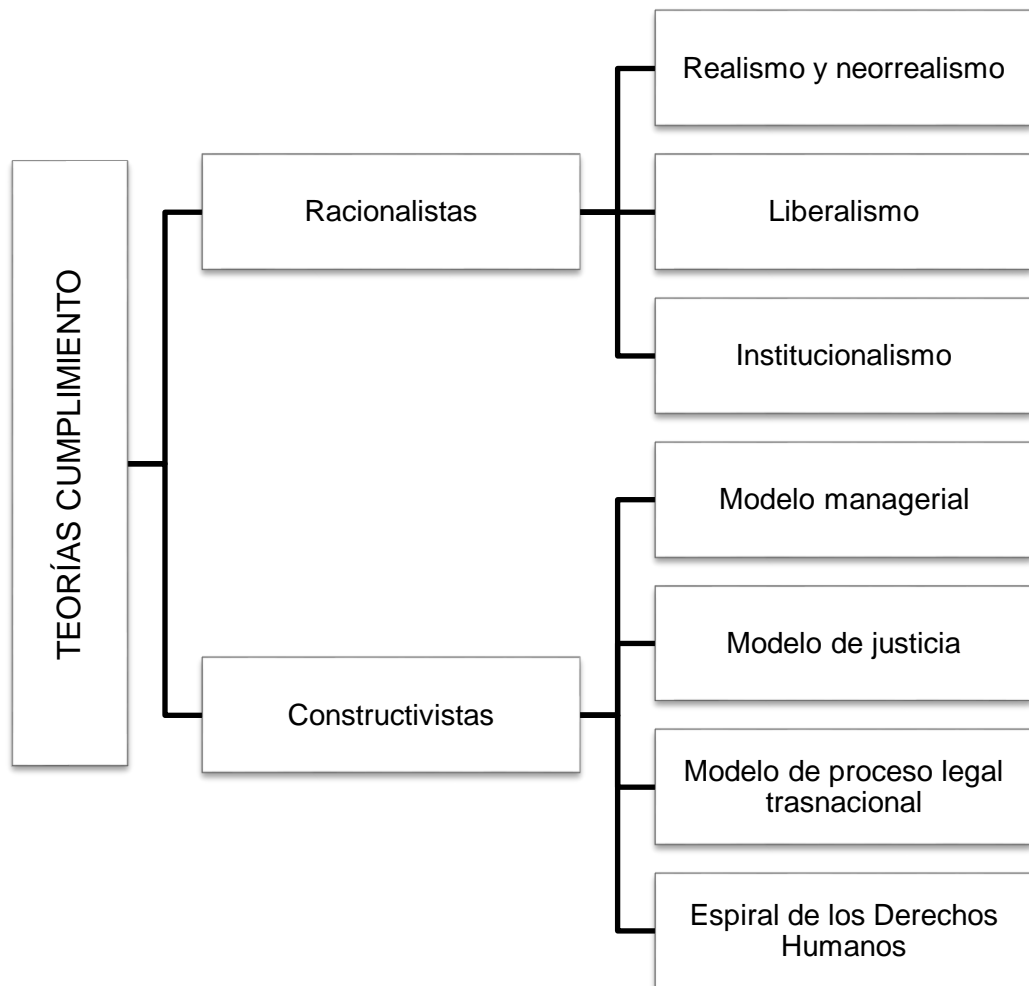 TEORÍAS CUMPLIMIENTO
Racionalistas
Realismo y neorrealismo
Liberalismo
Institucionalismo
Constructivistas
Modelo managerial
Modelo de justicia
Modelo de proceso legal
trasnacional
Espiral de los Derechos
Humanos